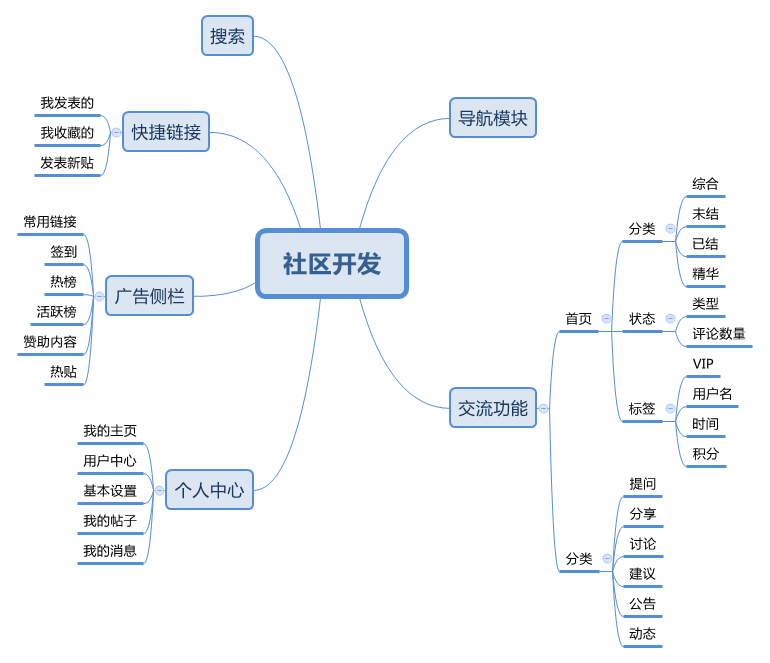 社区开发
搜索
快捷链接
我发表的
我收藏的
发表新贴
广告侧栏
常用链接
签到
热榜
活跃榜
赞助内容
热贴
个人中心
我的主页
用户中心
基本设置
我的帖子
我的消息
导航模块
交流功能
首页
分类
综合
未结
已结
精华
状态
类型
评论数量
标签
VIP
用户名
时间
积分
分类
提问
分享
讨论
建议
公告
动态